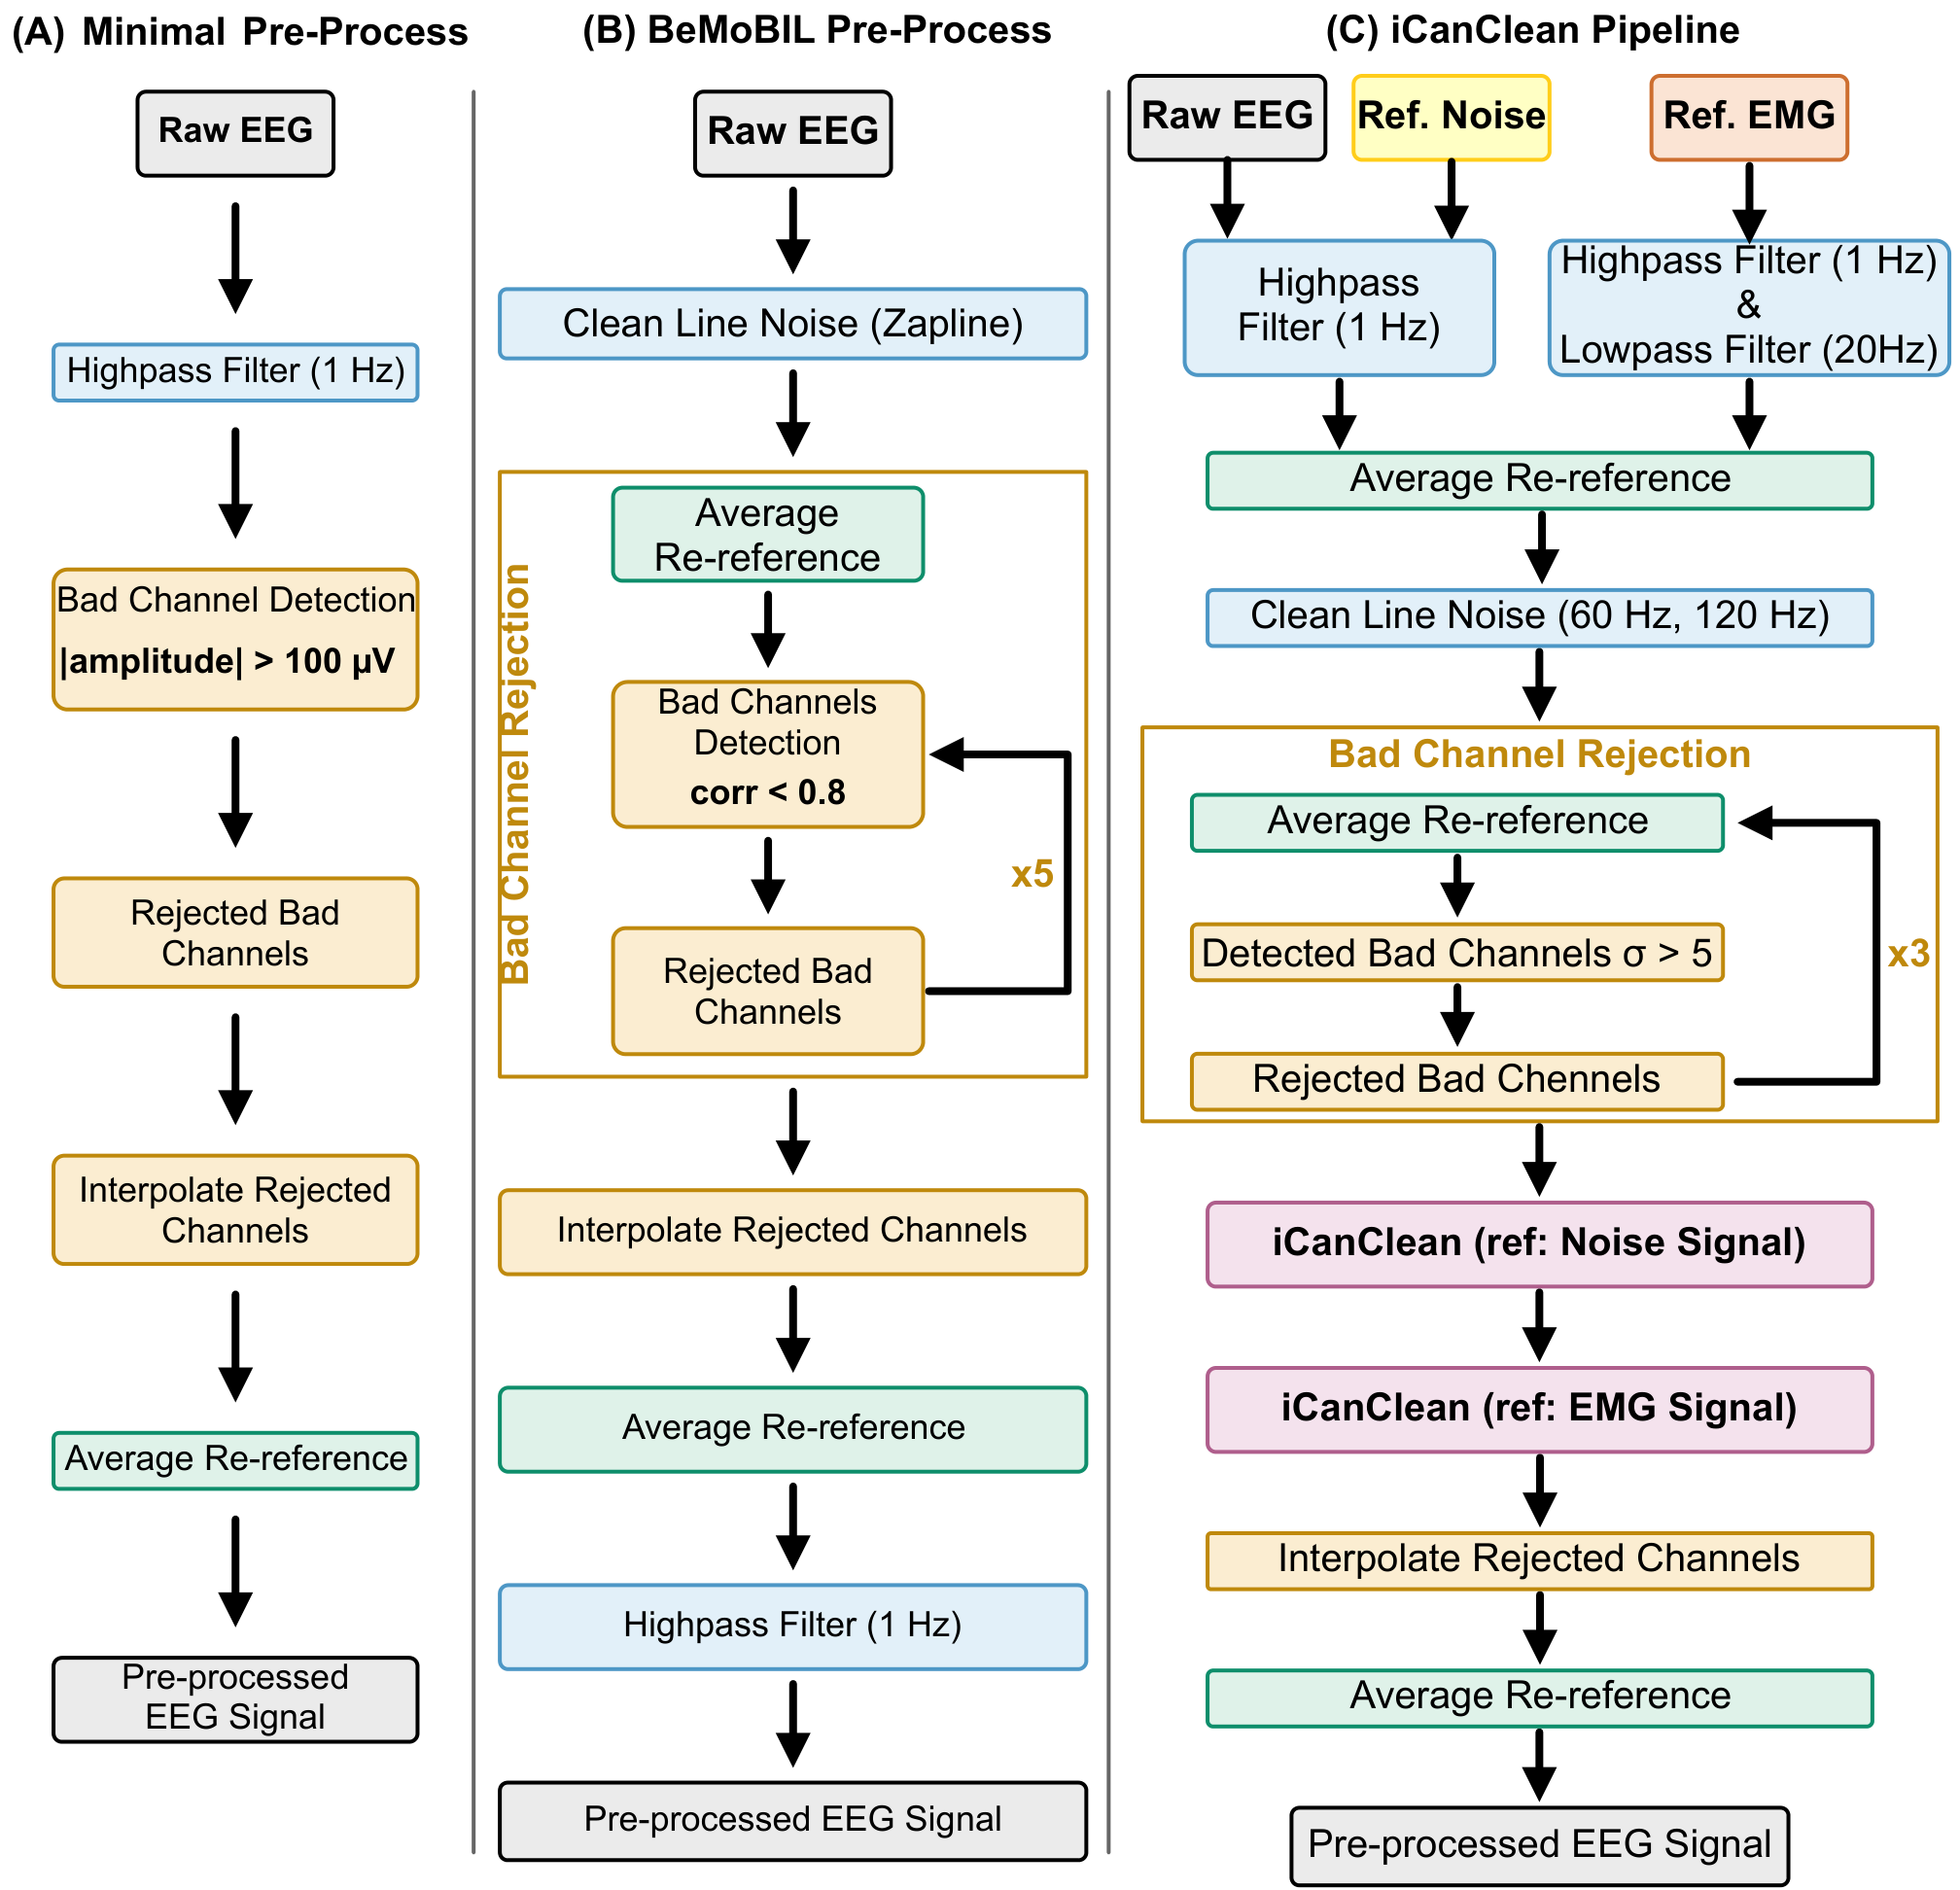 (A) Minimal Pre-Process
Raw EEG
Highpass Filter (1 Hz)
Bad Channel Detection
|amplitude| > 100 µV
Rejected Bad
Channels
Interpolate Rejected
Channels
Average Re-reference
Pre-processed
EEG Signal
(B) BeMoBIL Pre-Process
Raw EEG
Clean Line Noise (Zapline)
Bad Channel Rejection
Average
Re-reference
Bad Channels
Detection
corr < 0.8
x5
Rejected Bad
Channels
Interpolate Rejected Channels
Average Re-reference
Highpass Filter (1 Hz)
Pre-processed EEG Signal
(C) iCanClean Pipeline
Raw EEG
Ref. Noise
Ref. EMG
Highpass
Filter (1 Hz)
Highpass Filter (1 Hz)
&
Lowpass Filter (20Hz)
Average Re-reference
Clean Line Noise (60 Hz, 120 Hz)
Bad Channel Rejection
Average Re-reference
Detected Bad Channels σ > 5
x3
Rejected Bad Chennels
iCanClean (ref: Noise Signal)
iCanClean (ref: EMG Signal)
Interpolate Rejected Channels
Average Re-reference
Pre-processed EEG Signal